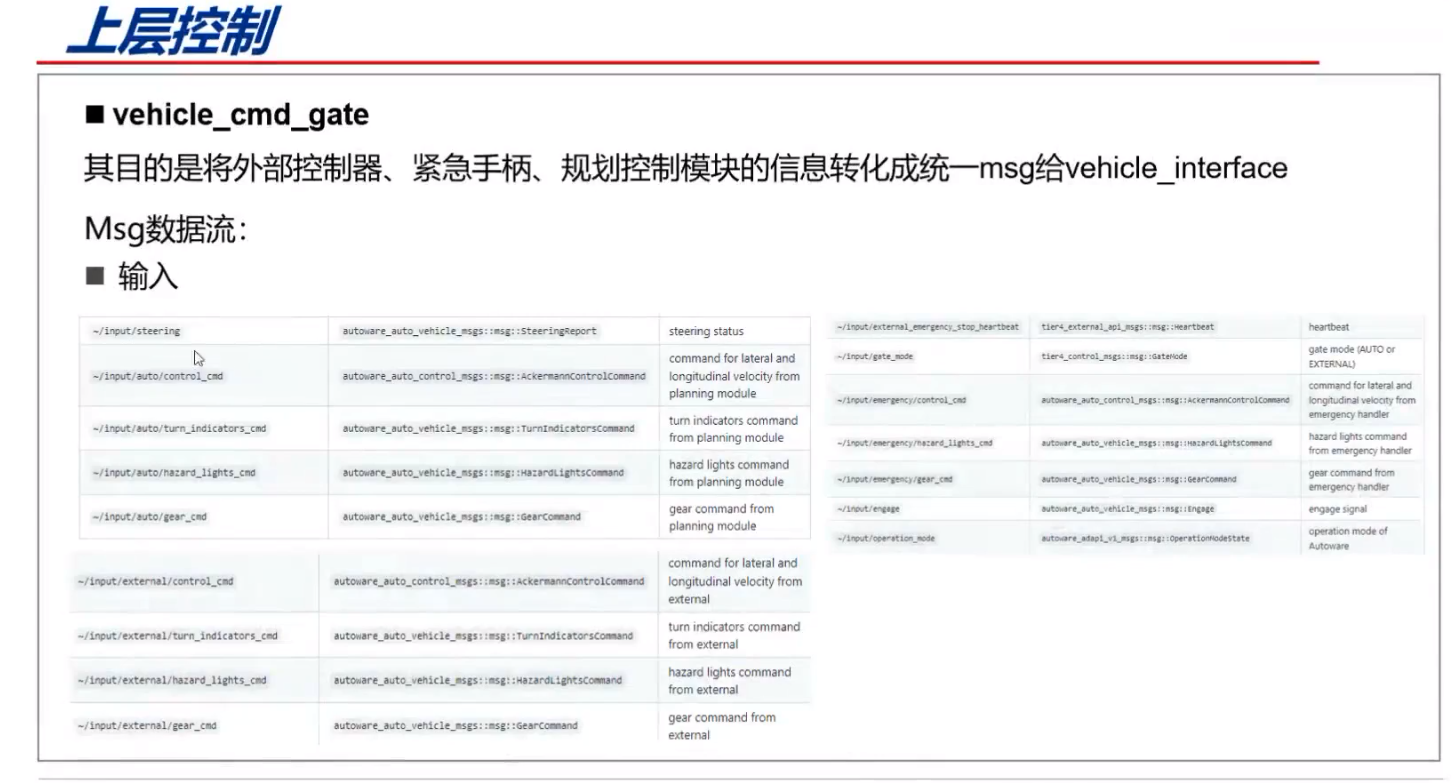 上层控制
■ vehicle_cmd_gate
其目的是将外部控制器、紧急手柄、规划控制模块的信息转化成统一msg给vehicle_interface
Msg数据流：
■ 输入
~/input/steering autoware_auto_vehicle_msgs::msg::SteeringReport steering status
~/input/auto/control_cmd autoware_auto_control_msgs::msg::AckermannControlCommand command for lateral and
longitudinal velocity from
planning module
~/input/auto/turn_indicators_cmd autoware_auto_vehicle_msgs::msg::TurnIndicatorsCommand turn indicators command
from planning module
~/input/auto/hazard_lights_cmd autoware_auto_vehicle_msgs::msg::HazardLightsCommand hazard lights command
from planning module
~/input/auto/gear_cmd autoware_auto_vehicle_msgs::msg::GearCommand gear command from
planning module
~/input/external/control_cmd autoware_auto_control_msgs::msg::AckermannControlCommand command for lateral and
longitudinal velocity from
external
~/input/external/turn_indicators_cmd autoware_auto_vehicle_msgs::msg::TurnIndicatorsCommand turn indicators command
from external
~/input/external/hazard_lights_cmd autoware_auto_vehicle_msgs::msg::HazardLightsCommand hazard lights command
from external
~/input/external/gear_cmd autoware_auto_vehicle_msgs::msg::GearCommand gear command from
external
~/input/external_emergency_stop_heartbeat tier4_external_api_msgs::msg::Heartbeat heartbeat
~/input/gate_mode tier4_control_msgs::msg::GateMode gate mode (AUTO or
EXTERNAL)
~/input/emergency/control_cmd autoware_auto_control_msgs::msg::AckermannControlCommand command for lateral and
longitudinal velocity from
emergency handler
~/input/emergency/hazard_lights_cmd autoware_auto_vehicle_msgs::msg::HazardLightsCommand hazard lights command
from emergency handler
~/input/emergency/gear_cmd autoware_auto_vehicle_msgs::msg::GearCommand gear command from
emergency handler
~/input/engage autoware_auto_vehicle_msgs::msg::Engage engage signal
~/input/operation_mode autoware_adapi_v1_msgs::msg::OperationModeState operation mode of
Autoware